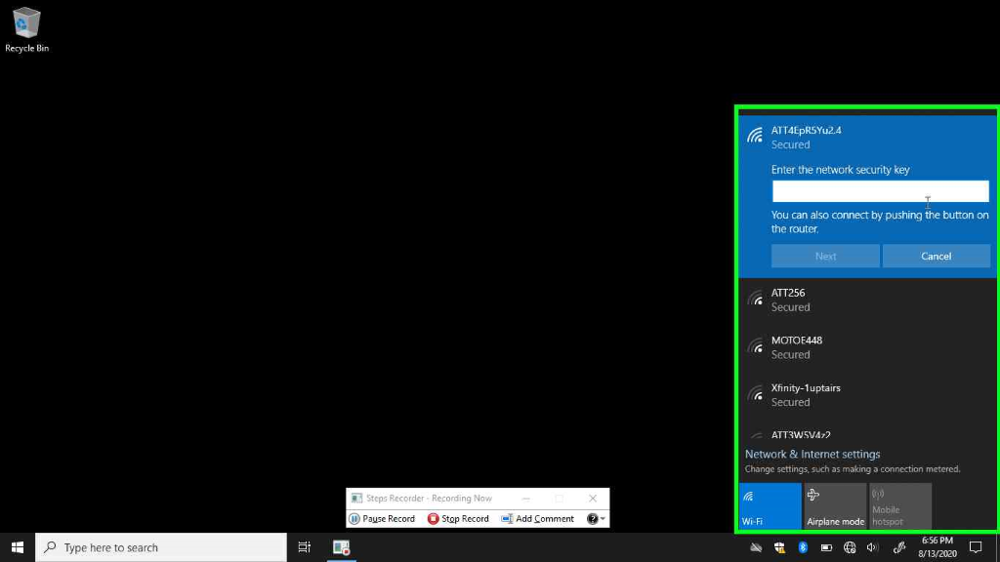 Recycle Bin
ATT4EpR5Yu2.4
Secured
Enter the network security key
You can also connect by pushing the button on
the router.
Next
Cancel
ATT256
Secured
MOTOE448
Secured
Xfinity-1uptairs
Secured
ATT3W5V4z2
Network & Internet settings
Change settings, such as making a connection metered.
Wi-Fi
Airplane mode
Mobile
hotspot
Steps Recorder - Recording Now
Pause Record
Stop Record
Add Comment
Type here to search
6:56 PM
8/13/2020